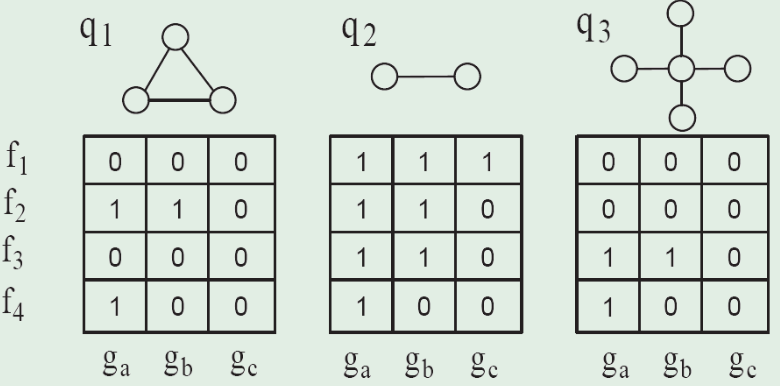 q1 q2 q3
f1 0 0 0 1 1 1 0 0 0
f2 1 1 0 1 1 0 0 0 0
f3 0 0 0 1 1 0 1 1 0
f4 1 0 0 1 0 0 1 0 0
ga gb gc ga gb gc ga gb gc